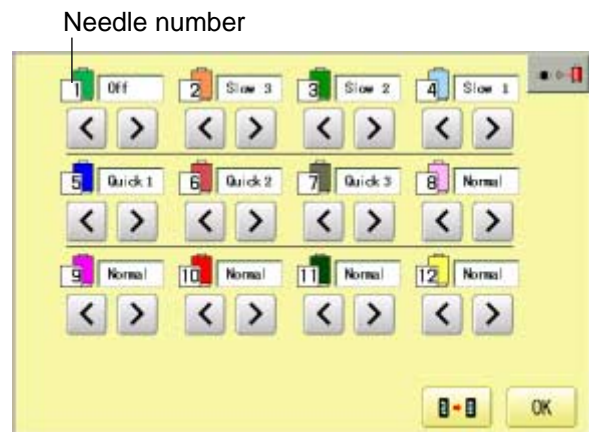 Needle number
1 Off 2 Slow 3 3 Slow 2 4 Slow 1
5 Quick 1 6 Quick 2 7 Quick 3 8 Normal
9 Normal 10 Normal 11 Normal 12 Normal
OK